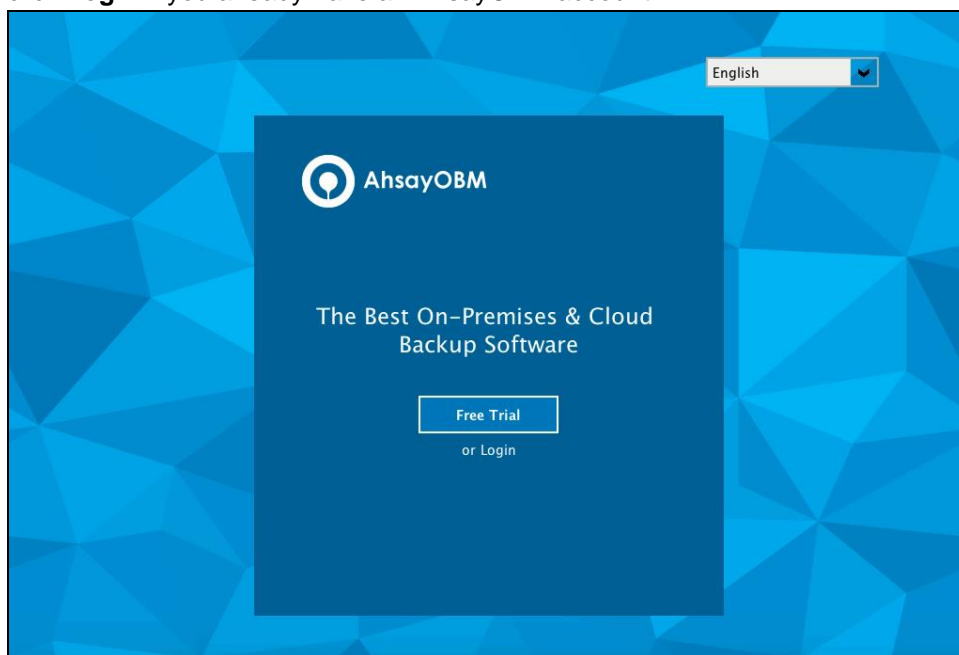 English
AhsayOBM
The Best On-Premises & Cloud
Backup Software
Free Trial
or Login